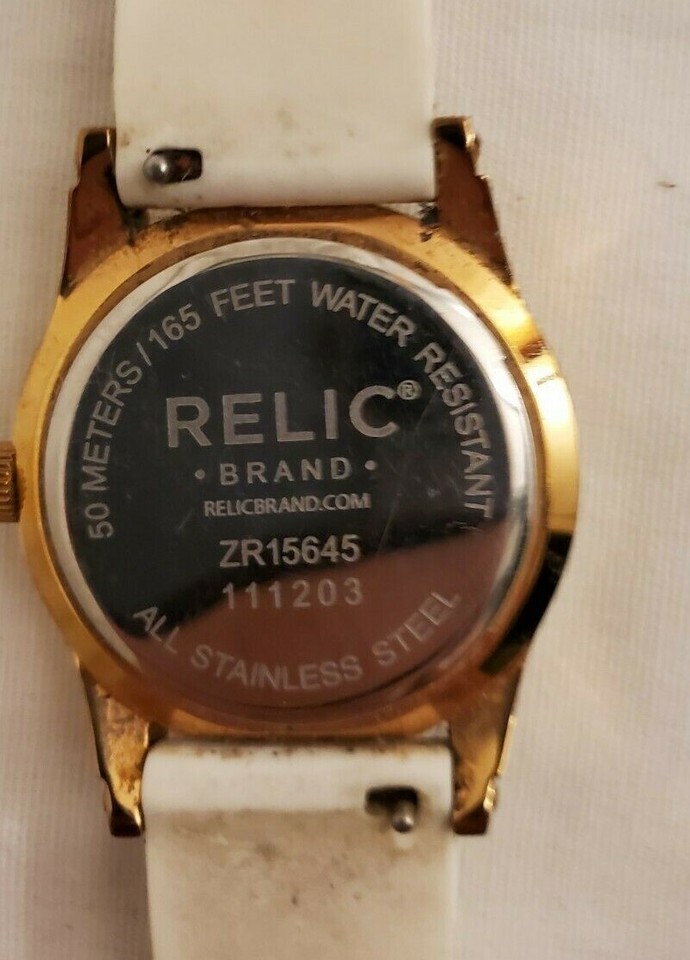 50 METERS / 165 FEET WATER RESISTANT
RELIC®
• BRAND •
RELICBRAND.COM
ZR15645
111203
ALL STAINLESS STEEL